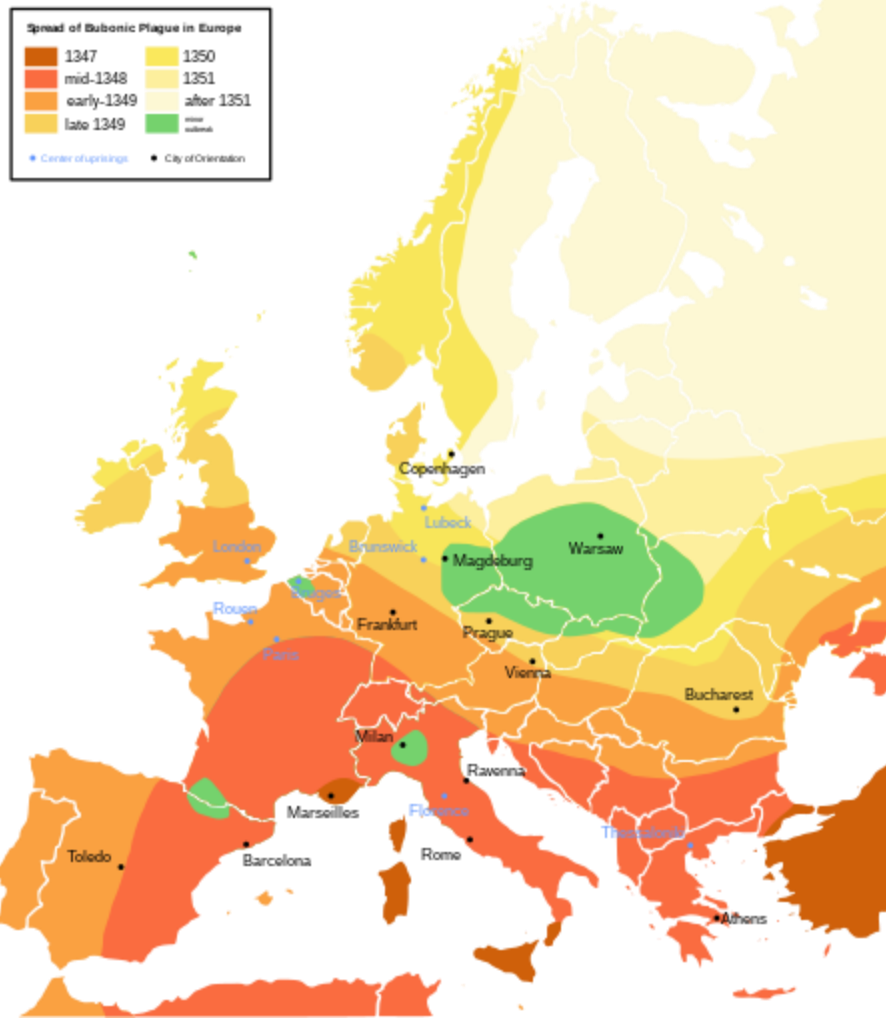 Spread of Bubonic Plague in Europe
1347
mid-1348
early-1349
late 1349
1350
1351
after 1351
minor
outbreak
Center of uprisings
City of Orientation
Copenhagen
Lubeck
Brunswick
Magdeburg
Warsaw
London
Bruges
Rouen
Frankfurt
Prague
Paris
Vienna
Bucharest
Milan
Ravenna
Marseilles
Florence
Thessaloniki
Toledo
Barcelona
Rome
Athens